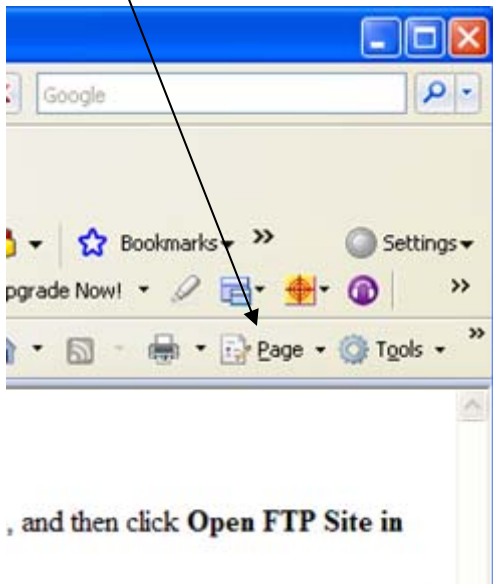 Google
Bookmarks Settings
pgrade Now!
Page Tools
, and then click Open FTP Site in